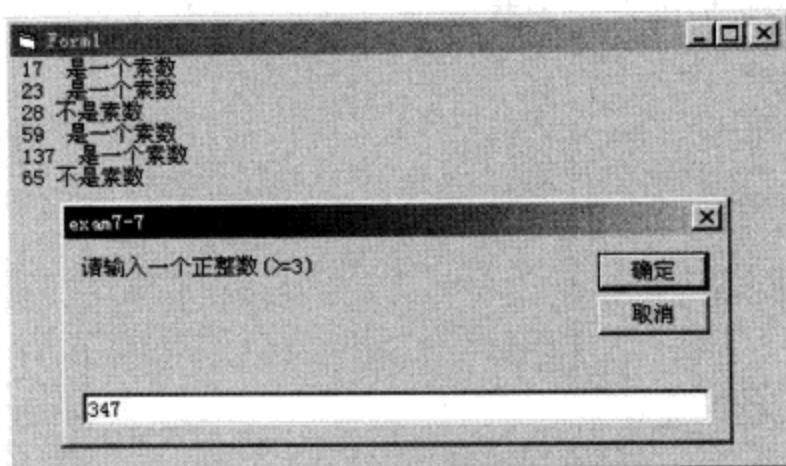 Form1
17 是一个素数
23 是一个素数
28 不是素数
59 是一个素数
137 是一个素数
65 不是素数
exam7-7
请输入一个正整数(>=3)
确定
取消
347